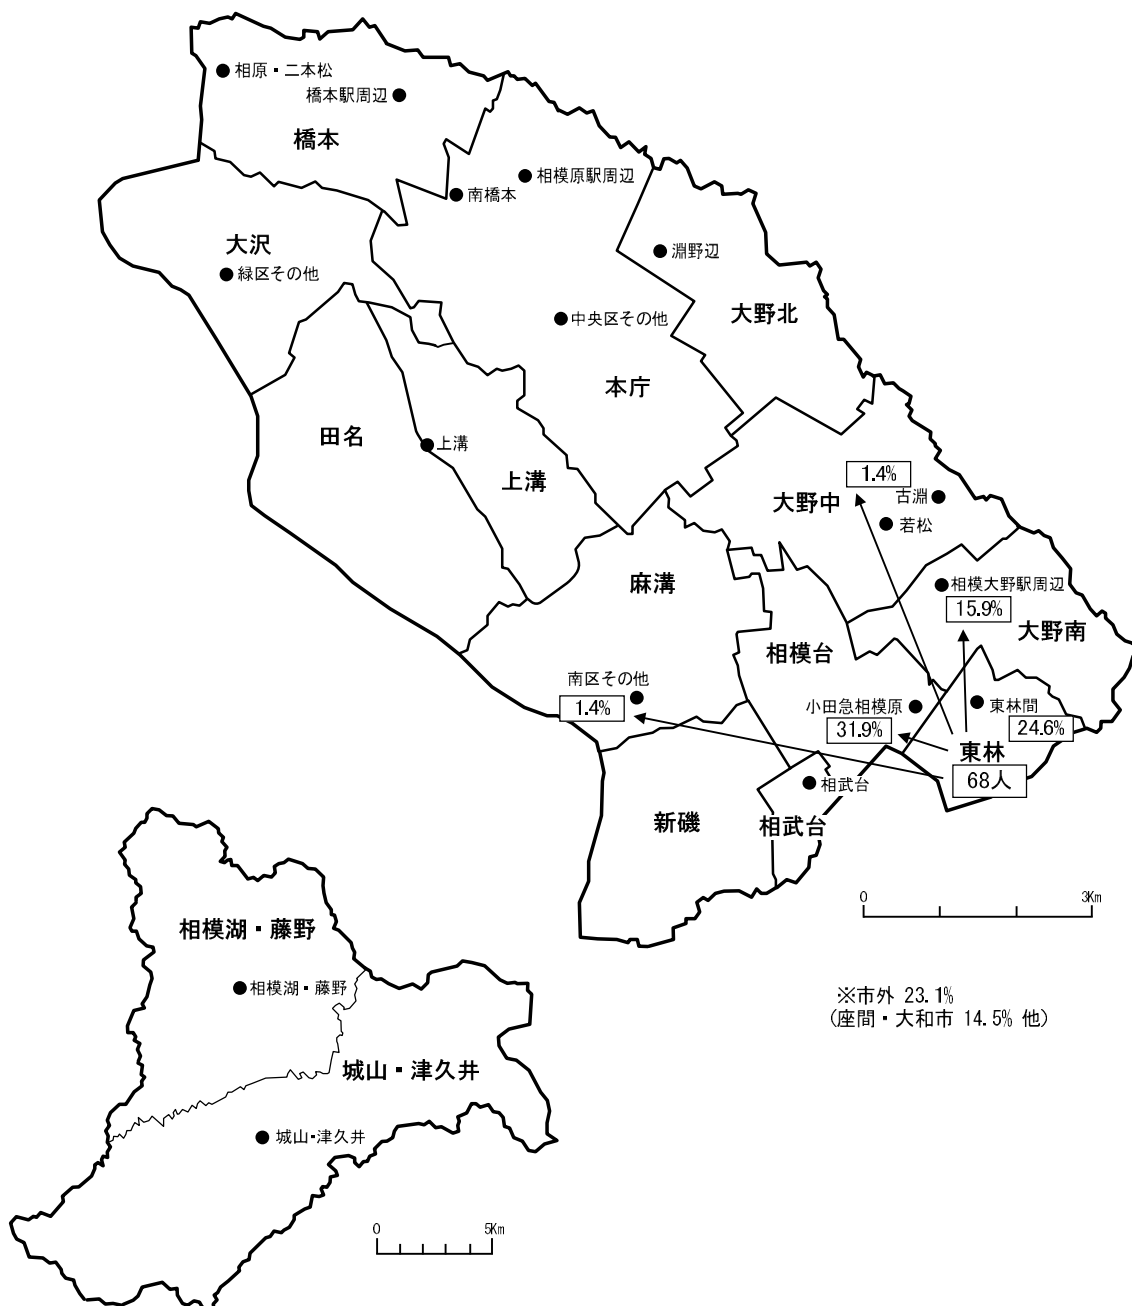 相原・二本松
橋本駅周辺
橋本
相模原駅周辺
南橋本
大沢
緑区その他
淵野辺
大野北
中央区その他
本庁
田名
上溝
上溝
1.4%
古淵
大野中
若松
麻溝
相模大野駅周辺
15.9%
大野南
相模台
南区その他
1.4%
小田急相模原
31.9%
東林間
24.6%
東林
68人
相武台
新磯
相武台
0 3Km
相模湖・藤野
相模湖・藤野
※市外 23.1%
(座間・大和市 14.5% 他)
城山・津久井
城山・津久井
0 5Km